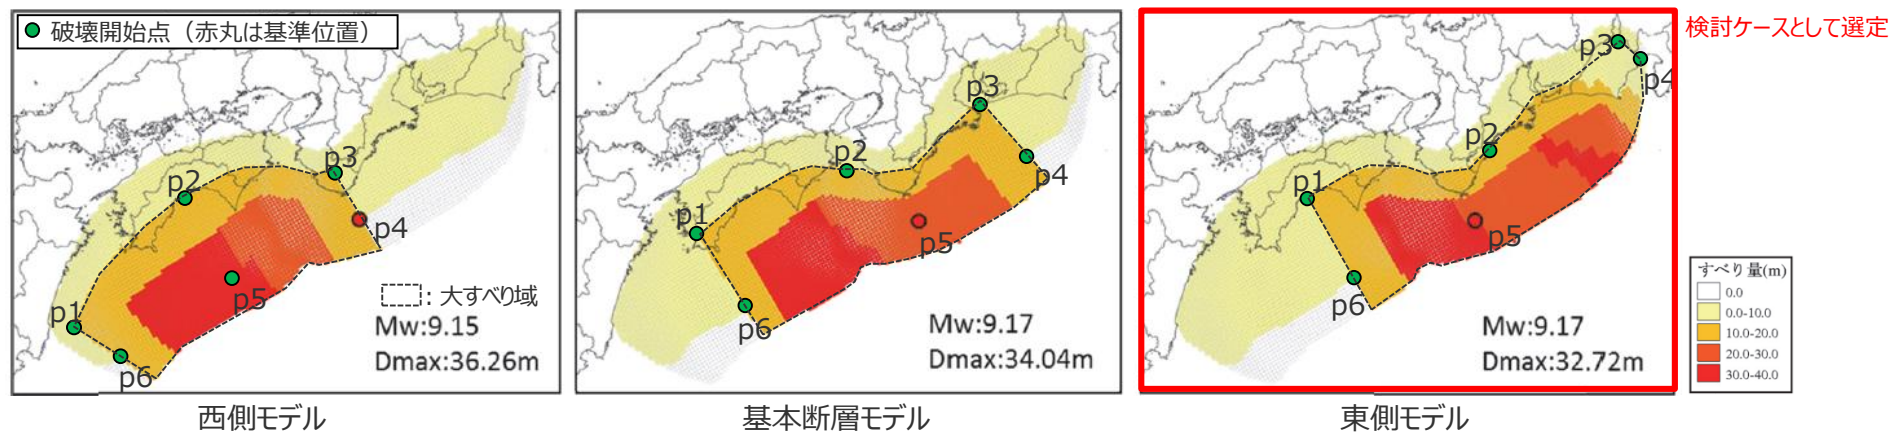 破壊開始点（赤丸は基準位置）
p1
p2
p3
p4
p5
p6
：大すべり域
Mw:9.15
Dmax:36.26m
西側モデル
p1
p2
p3
p4
p5
p6
Mw:9.17
Dmax:34.04m
基本断層モデル
p1
p2
p3
p4
p5
p6
Mw:9.17
Dmax:32.72m
東側モデル
検討ケースとして選定
すべり量(m)
0.0
0.0-10.0
10.0-20.0
20.0-30.0
30.0-40.0